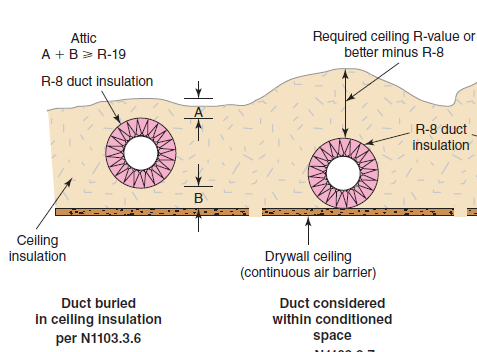 Attic
A + B ≥ R-19
R-8 duct insulation
A
B
Ceiling
insulation
Duct buried
in ceiling insulation
per N1103.3.6
Required ceiling R-value or
better minus R-8
R-8 duct
insulation
Drywall ceiling
(continuous air barrier)
Duct considered
within conditioned
space